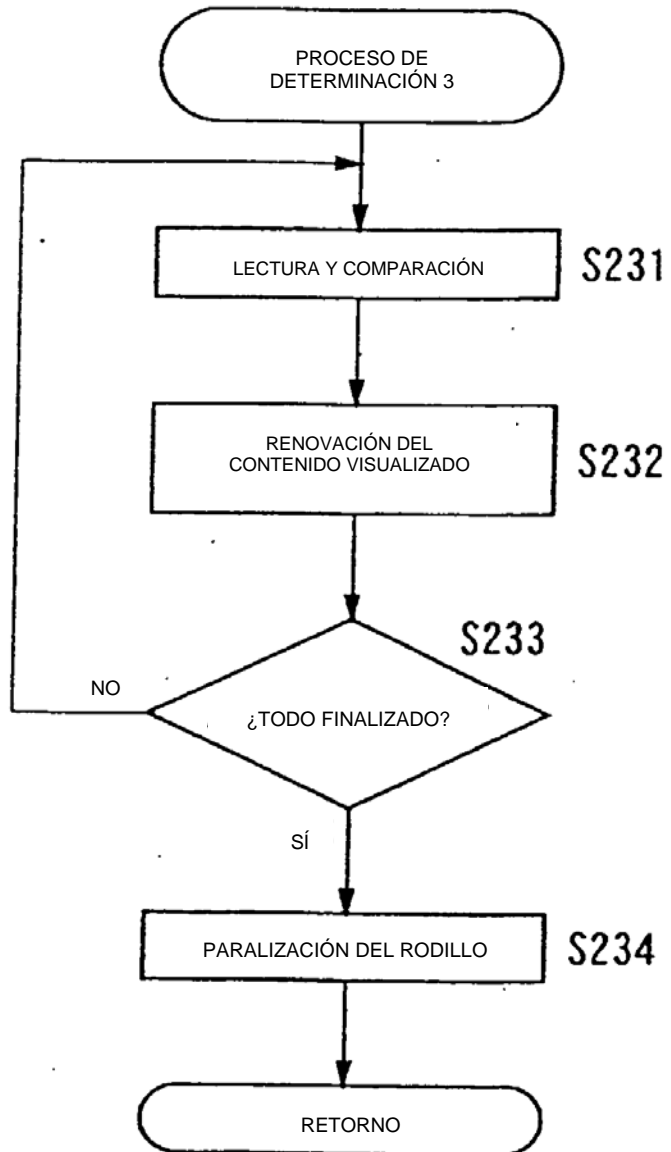 PROCESO DE
DETERMINACIÓN 3
LECTURA Y COMPARACIÓN
S231
RENOVACIÓN DEL
CONTENIDO VISUALIZADO
S232
S233
NO
¿TODO FINALIZADO?
SÍ
PARALIZACIÓN DEL RODILLO
S234
RETORNO